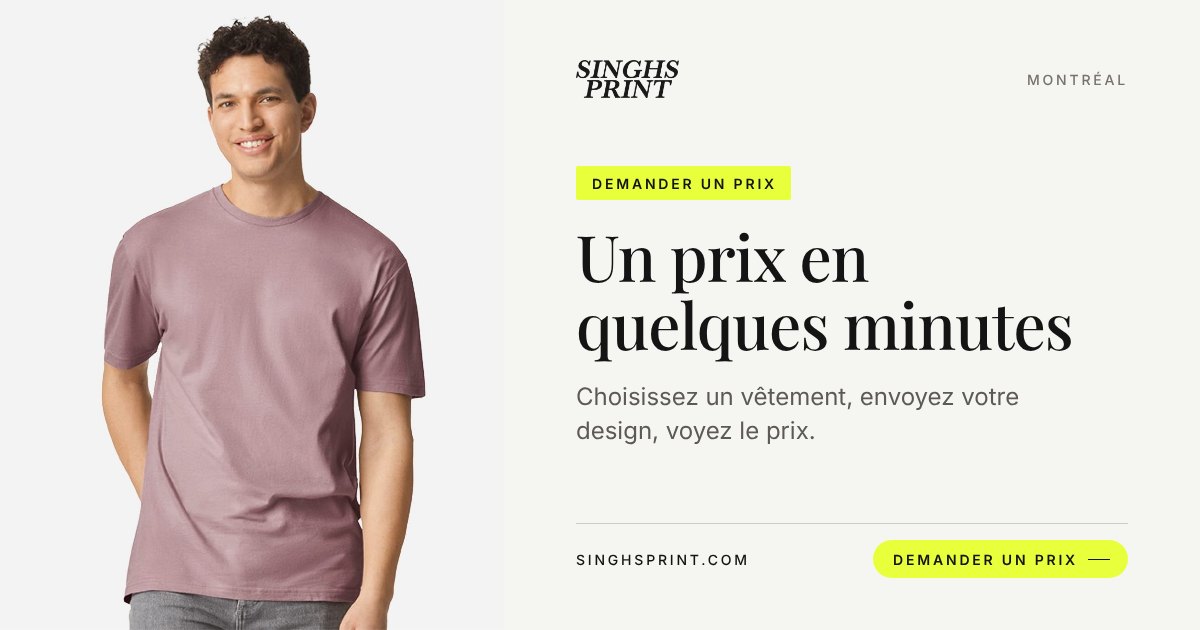 SINGHS
PRINT
MONTRÉAL
DEMANDER UN PRIX
Un prix en
quelques minutes
Choisissez un vêtement, envoyez votre
design, voyez le prix.
SINGHSPRINT.COM
DEMANDER UN PRIX